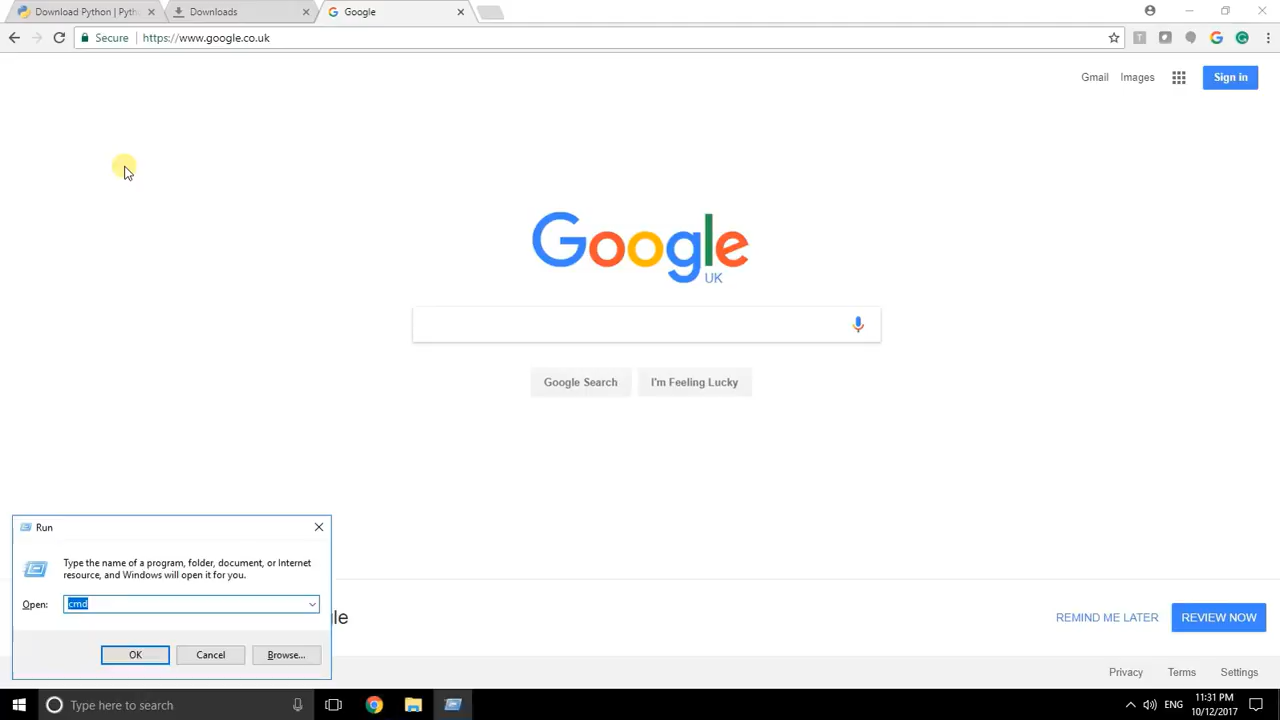 Download Python | Pyth
Downloads
Google
Secure
https://www.google.co.uk
Gmail
Images
Sign in
Google
UK
Google Search
I'm Feeling Lucky
Run
Type the name of a program, folder, document, or Internet
resource, and Windows will open it for you.
Open:
cmd
OK
Cancel
Browse...
gle
REMIND ME LATER
REVIEW NOW
Privacy
Terms
Settings
Type here to search
ENG
11:31 PM
10/12/2017